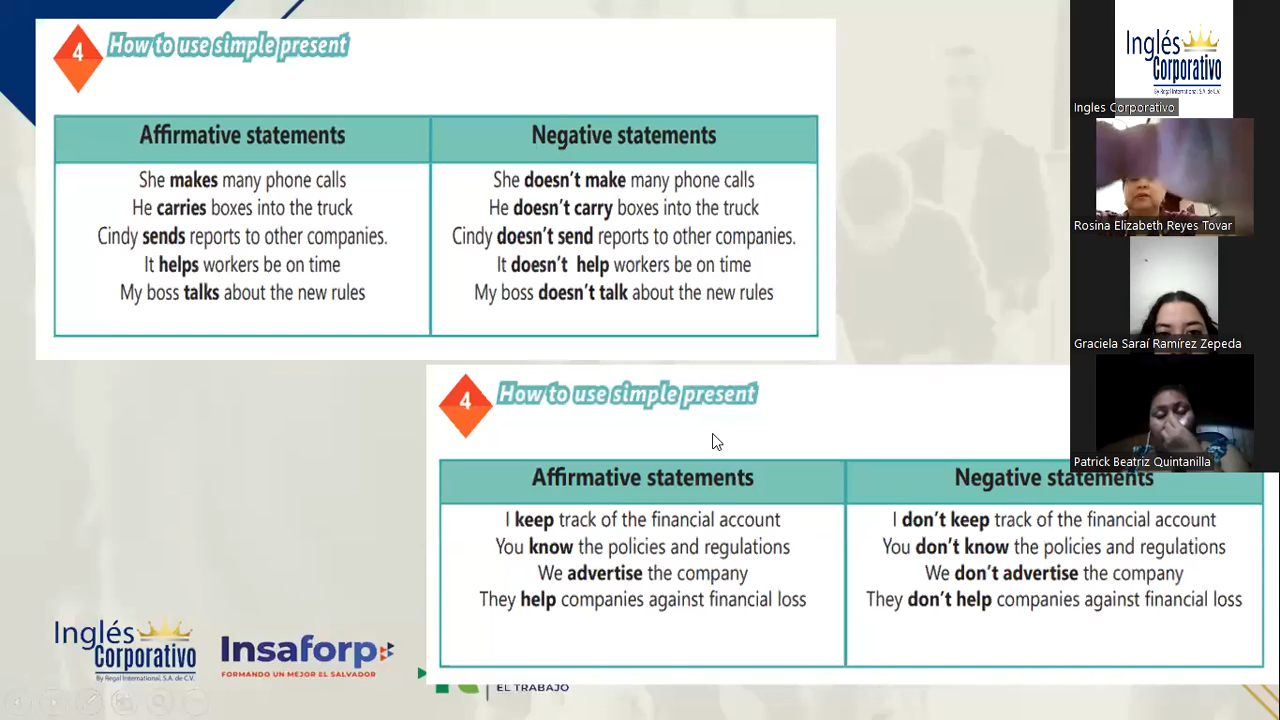 4
How to use simple present
Affirmative statements
Negative statements
She makes many phone calls
He carries boxes into the truck
Cindy sends reports to other companies.
It helps workers be on time
My boss talks about the new rules
She doesn't make many phone calls
He doesn't carry boxes into the truck
Cindy doesn't send reports to other companies.
It doesn't help workers be on time
My boss doesn't talk about the new rules
4
How to use simple present
Affirmative statements
Negative statements
I keep track of the financial account
You know the policies and regulations
We advertise the company
They help companies against financial loss
I don't keep track of the financial account
You don't know the policies and regulations
We don't advertise the company
They don't help companies against financial loss
Inglés
Corporativo
By Regal International, S.A. de C.V.
Insaforp
FORMANDO UN MEJOR EL SALVADOR
EL TRABAJO
Inglés
Corporativo
By Regal International, S.A. de C.V.
Ingles Corporativo
Rosina Elizabeth Reyes Tovar
Graciela Saraí Ramírez Zepeda
Patrick Beatriz Quintanilla